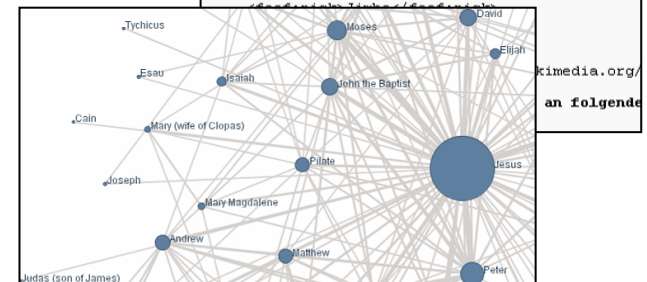 David
Tychicus
Moses
Elijah
Esau
kimedia.org/
Isaiah
John the Baptist
an folgende
Cain
Mary (wife of Clopas)
Pilate
Jesus
Joseph
Mary Magdalene
Andrew
Matthew
Peter
Judas (son of James)